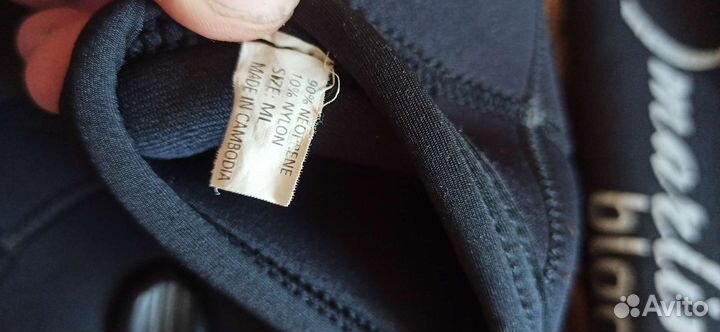 90% NEOPRENE
10% NYLON
SIZE: ML
MADE IN CAMBODIA
Avito